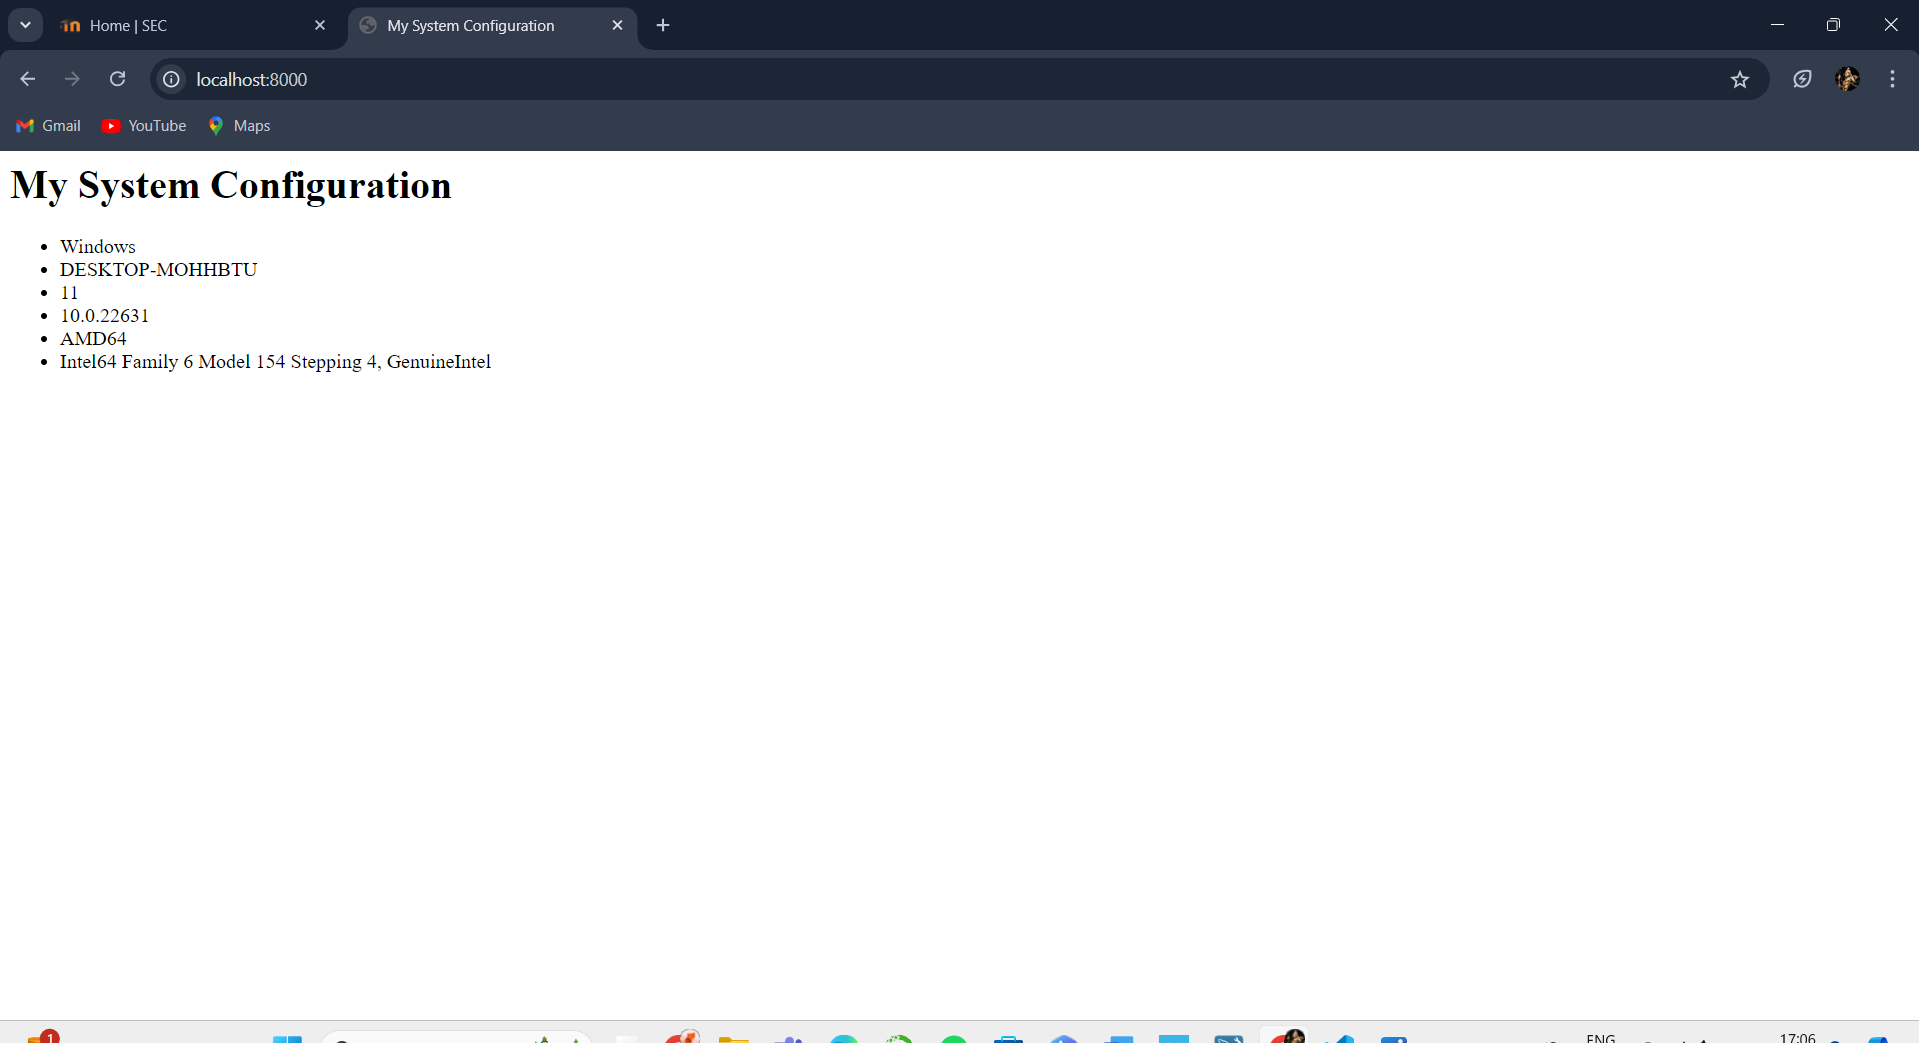 Home | SEC
My System Configuration
localhost:8000
Gmail
YouTube
Maps
My System Configuration
• Windows
• DESKTOP-MOHHBTU
• 11
• 10.0.22631
• AMD64
• Intel64 Family 6 Model 154 Stepping 4, GenuineIntel
1
ENG
17:06